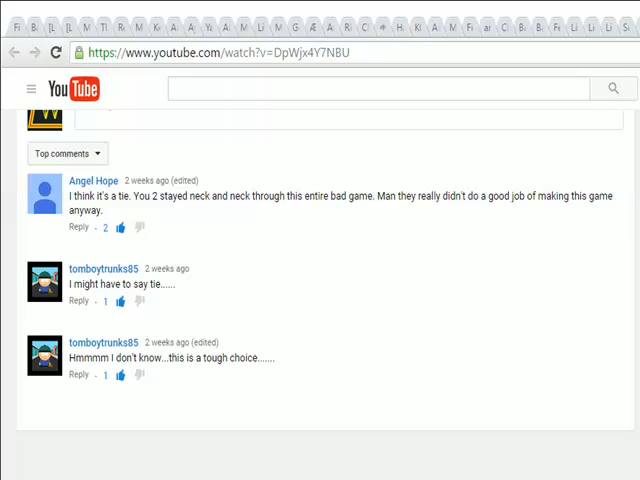 https://www.youtube.com/watch?v=DpWjx4Y7NBU
YouTube
Top comments
Angel Hope 2 weeks ago (edited)
I think it's a tie. You 2 stayed neck and neck through this entire bad game. Man they really didn't do a good job of making this game
anyway.
Reply · 2
tomboytrunks85 2 weeks ago
I might have to say tie......
Reply · 1
tomboytrunks85 2 weeks ago (edited)
Hmmmm I don't know...this is a tough choice.......
Reply · 1